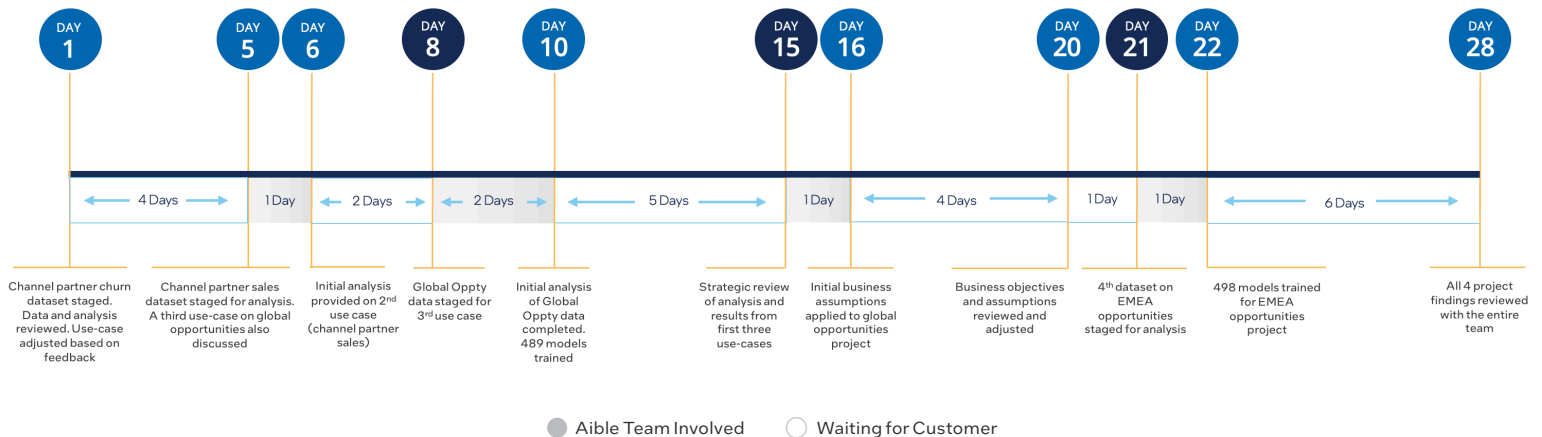 DAY
1
DAY
5
DAY
6
DAY
8
DAY
10
DAY
15
DAY
16
DAY
20
DAY
21
DAY
22
DAY
28
4 Days
1 Day
2 Days
2 Days
5 Days
1 Day
4 Days
1 Day
1 Day
6 Days
Channel partner churn
dataset staged.
Data and analysis
reviewed. Use-case
adjusted based on
feedback
Channel partner sales
dataset staged for analysis.
A third use-case on global
opportunities also
discussed
Initial analysis
provided on 2nd
use case
(channel partner
sales)
Global Oppty
data staged for
3rd use case
Initial analysis
of Global
Oppty data
completed.
489 models
trained
Strategic review
of analysis and
results from
first three
use-cases
Initial business
assumptions
applied to global
opportunities
project
Business objectives
and assumptions
reviewed and
adjusted
4th dataset on
EMEA
opportunities
staged for analysis
498 models trained
for EMEA
opportunities
project
All 4 project
findings reviewed
with the entire
team
Aible Team Involved
Waiting for Customer